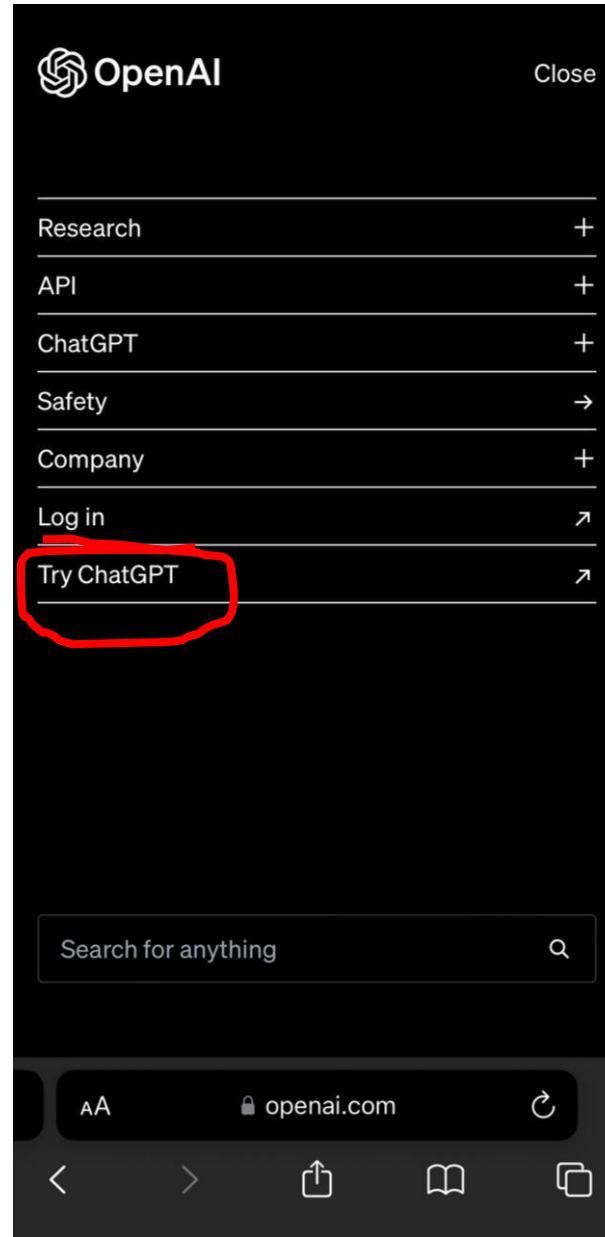 OpenAI Close
Research
API
ChatGPT
Safety
Company
Log in
Try ChatGPT
Search for anything
AA openai.com